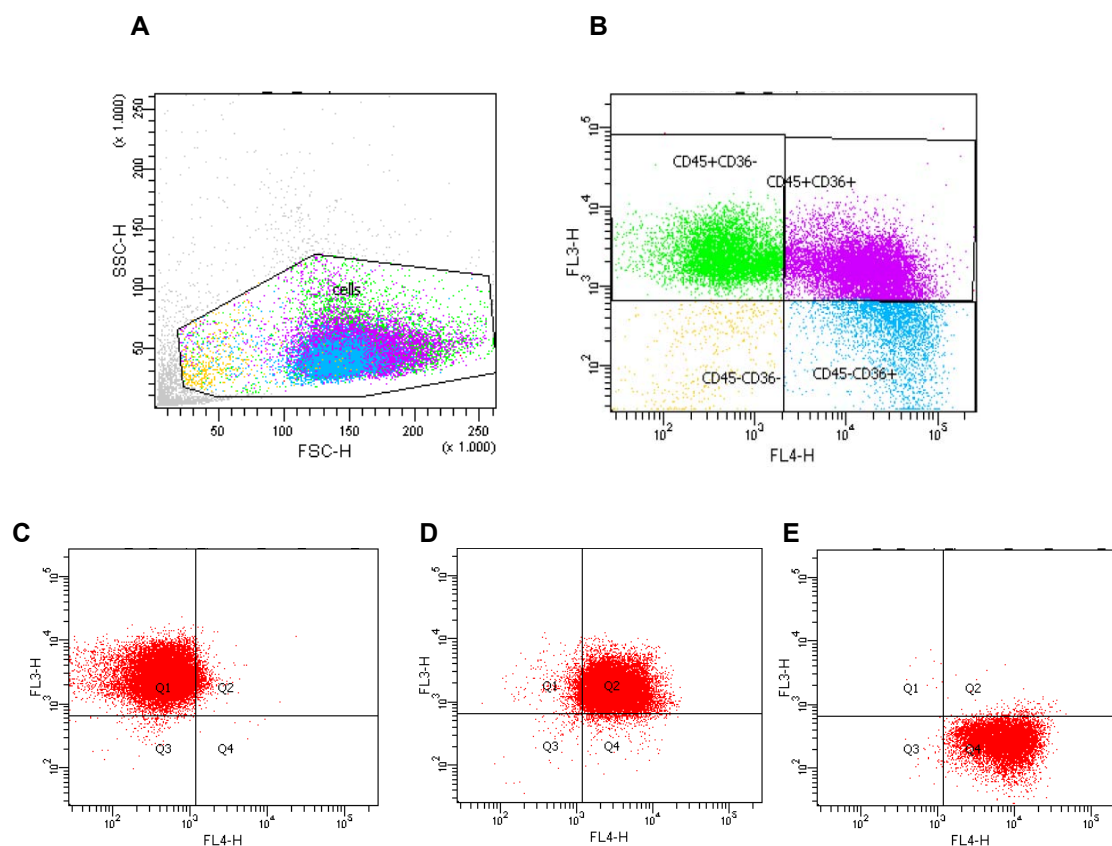 A
B
(x 1.000)
250
200
150
100
50
SSC-H
cells
50
100
150
200
250
FSC-H
(x 1.000)
CD45+CD36-
CD45+CD36+
CD45-CD36-
CD45-CD36+
10^5
10^4
10^3
10^2
FL3-H
10^2
10^3
10^4
10^5
FL4-H
C
D
E
10^5
10^4
10^3
10^2
FL3-H
Q1
Q2
Q3
Q4
10^2
10^3
10^4
10^5
FL4-H
10^5
10^4
10^3
10^2
FL3-H
Q1
Q2
Q3
Q4
10^2
10^3
10^4
10^5
FL4-H
10^5
10^4
10^3
10^2
FL3-H
Q1
Q2
Q3
Q4
10^2
10^3
10^4
10^5
FL4-H